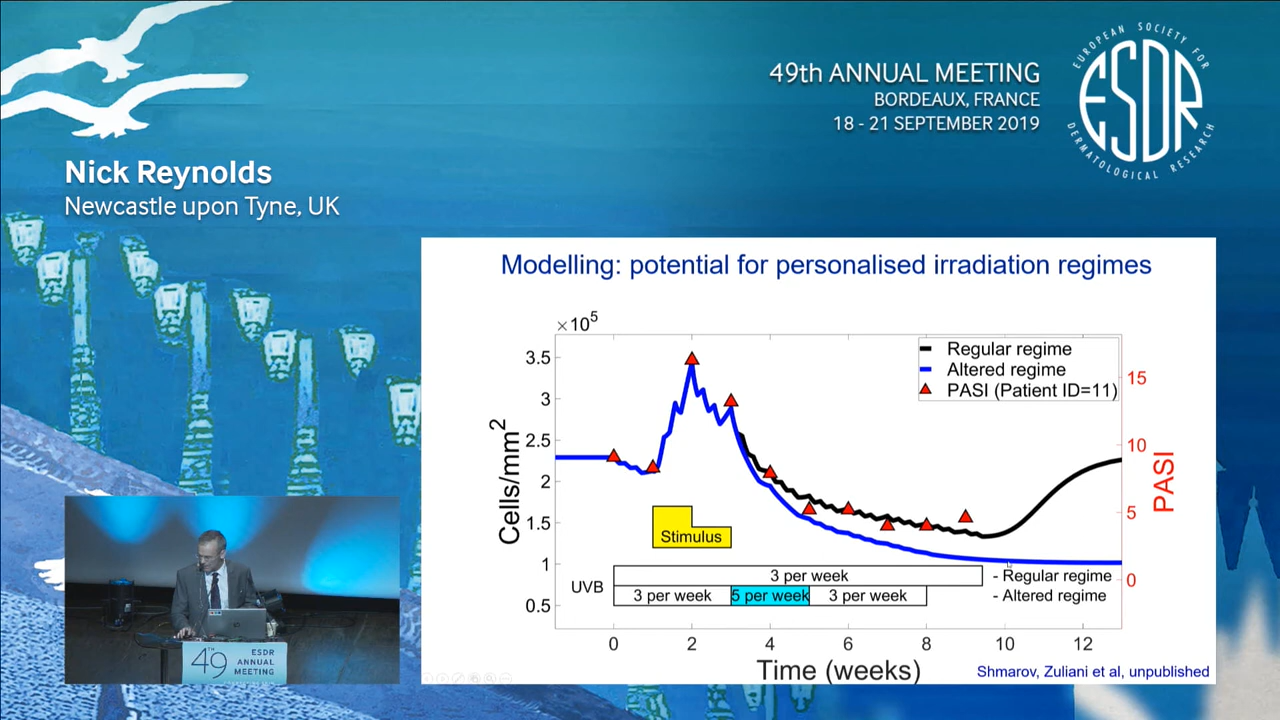 49th ANNUAL MEETING
BORDEAUX, FRANCE
18 - 21 SEPTEMBER 2019
EUROPEAN SOCIETY FOR
ESDR
DERMATOLOGICAL RESEARCH
Nick Reynolds
Newcastle upon Tyne, UK
Modelling: potential for personalised irradiation regimes
×10⁵
3.5
3
2.5
2
1.5
1
0.5
Cells/mm²
Regular regime
Altered regime
PASI (Patient ID=11)
15
10
5
0
PASI
Stimulus
UVB
3 per week
- Regular regime
3 per week
5 per week
3 per week
- Altered regime
0
2
4
6
8
10
12
Time (weeks)
Shmarov, Zuliani et al, unpublished
49TH
ESDR
ANNUAL
MEETING